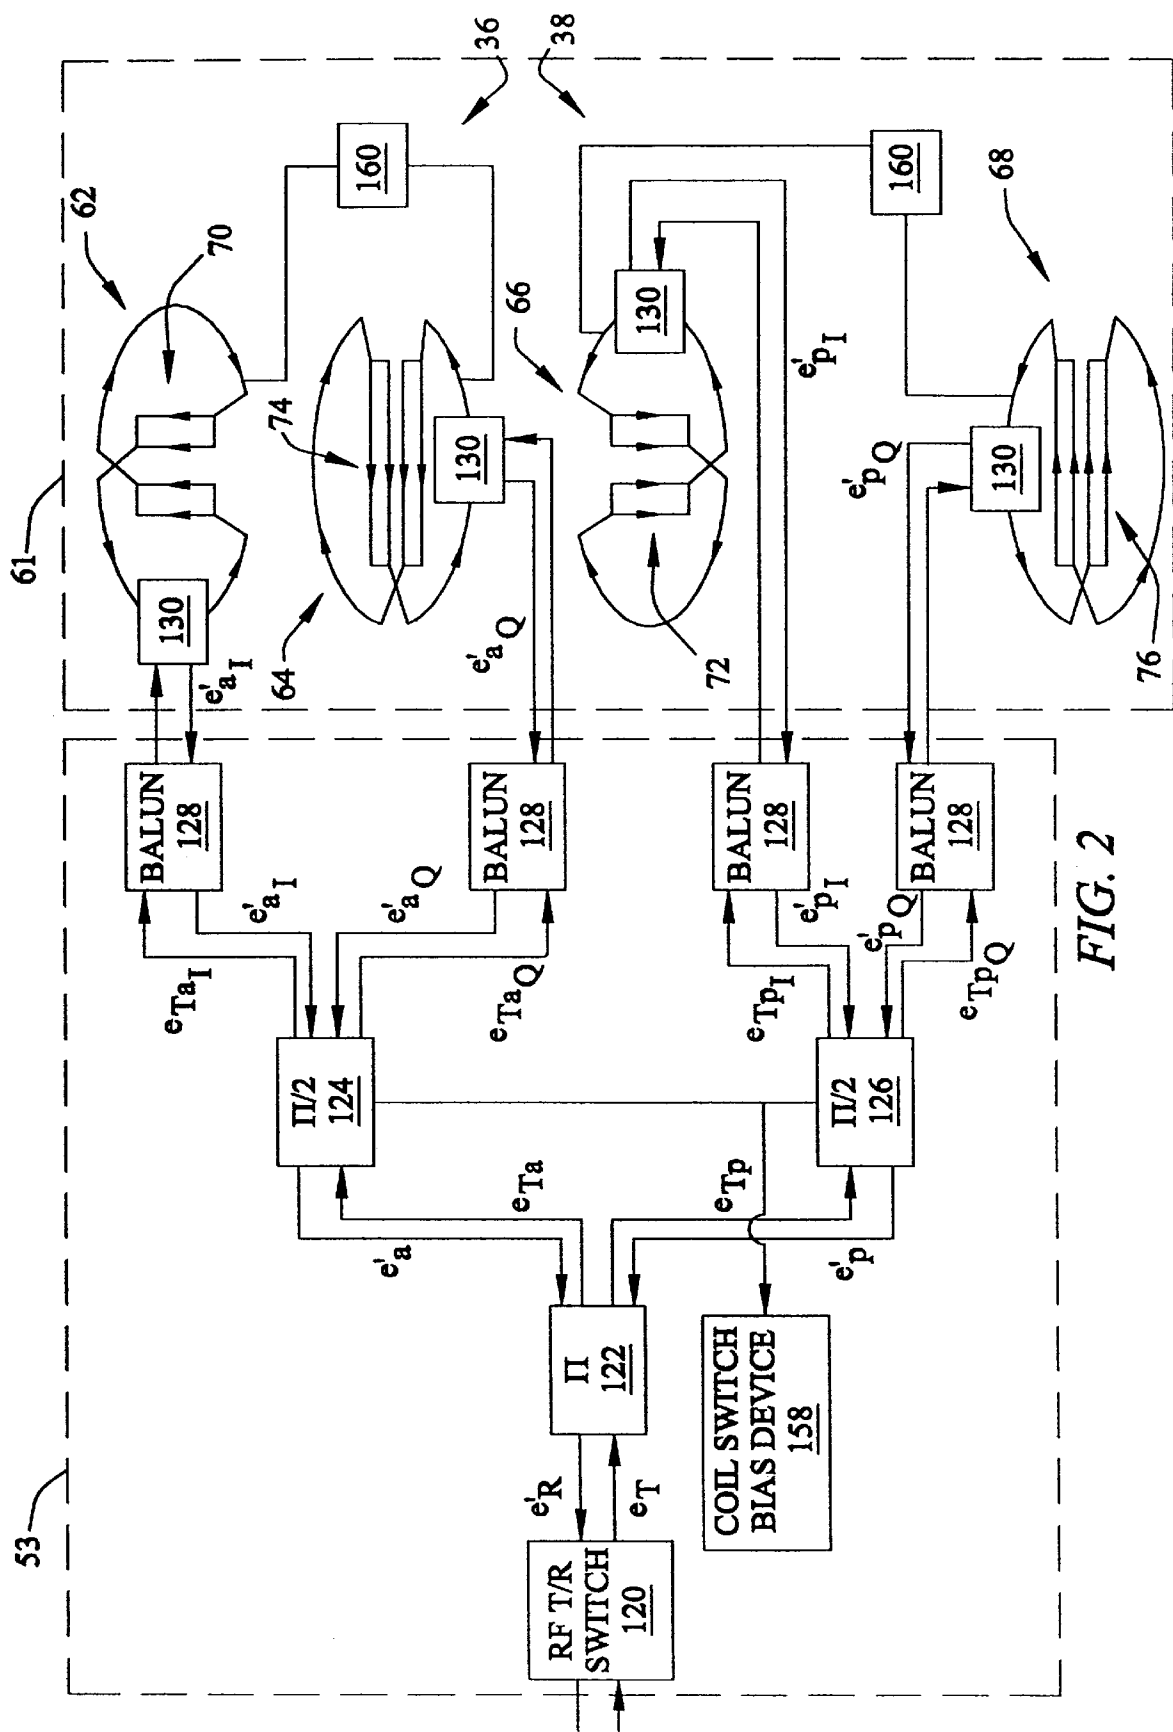 53
61
RF T/R
SWITCH
120
e'R
eT
Π
122
COIL SWITCH
BIAS DEVICE
158
e'a
eTa
eTp
e'p
Π/2
124
Π/2
126
eTaI
e'aI
e'aQ
eTaQ
eTpI
e'pI
e'pQ
eTpQ
BALUN
128
BALUN
128
BALUN
128
BALUN
128
e'aI
e'aQ
e'pI
e'pQ
130
130
130
130
62
70
64
74
66
72
68
76
160
160
36
38
FIG. 2